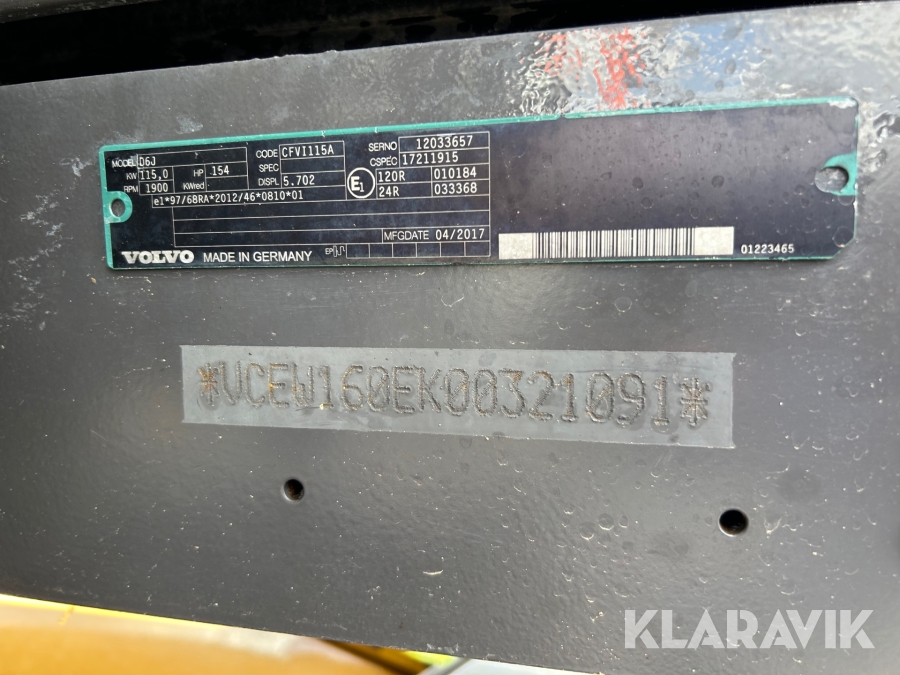 MODEL D6J CODE CFVI115A SERNO 12033657
KW 115,0 HP 154 SPEC CSPEC 17211915
RPM 1900 KWred DISPL 5.702 E1 120R 010184
24R 033368
e1*97/68RA*2012/46*0810*01
MFGDATE 04/2017
VOLVO MADE IN GERMANY EP
01223465
*VCEW160EK00321091*
KLARAVIK